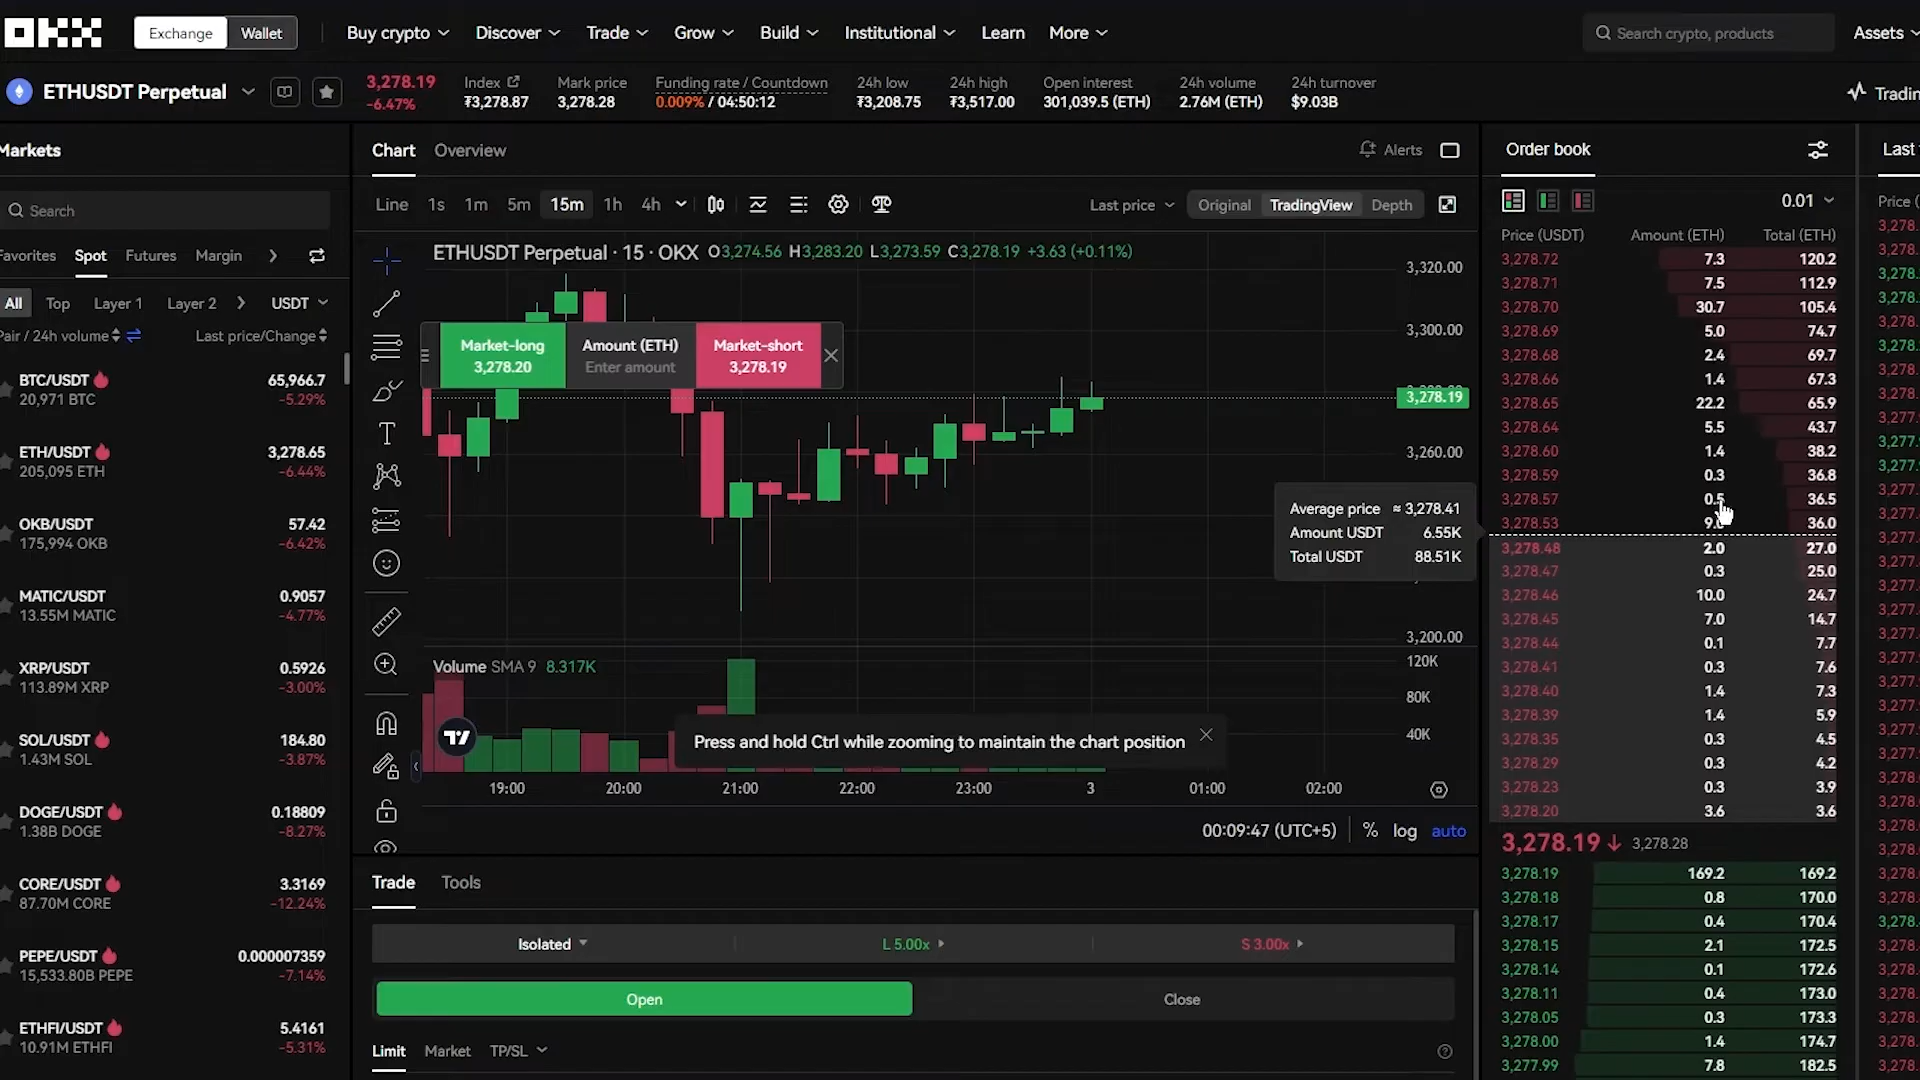 OKX Exchange Wallet Buy crypto Discover Trade Grow Build Institutional Learn More Search crypto, products Assets
ETHUSDT Perpetual
3,278.19
-6.47%
Index
₮3,278.87
Mark price
3,278.28
Funding rate / Countdown
0.009% / 04:50:12
24h low
₮3,208.75
24h high
₮3,517.00
Open interest
301,039.5 (ETH)
24h volume
2.76M (ETH)
24h turnover
$9.03B
Markets
Search
Favorites Spot Futures Margin
All Top Layer 1 Layer 2 USDT
Pair / 24h volume Last price/Change
BTC/USDT 65,966.7
20,971 BTC -5.29%
ETH/USDT 3,278.65
205,095 ETH -6.44%
OKB/USDT 57.42
175,994 OKB -6.42%
MATIC/USDT 0.9057
13.55M MATIC -4.77%
XRP/USDT 0.5926
113.89M XRP -3.00%
SOL/USDT 184.80
1.43M SOL -3.87%
DOGE/USDT 0.18809
1.38B DOGE -8.27%
CORE/USDT 3.3169
87.70M CORE -12.24%
PEPE/USDT 0.000007359
15,533.80B PEPE -7.14%
ETHFI/USDT 5.4161
10.91M ETHFI -5.31%
Chart Overview Alerts
Line 1s 1m 5m 15m 1h 4h Last price Original TradingView Depth
ETHUSDT Perpetual · 15 · OKX O3,274.56 H3,283.20 L3,273.59 C3,278.19 +3.63 (+0.11%)
Market-long
3,278.20
Amount (ETH)
Enter amount
Market-short
3,278.19
3,320.00
3,300.00
3,278.19
3,260.00
3,200.00
Average price ≈ 3,278.41
Amount USDT 6.55K
Total USDT 88.51K
Volume SMA 9 8.317K
120K
80K
40K
Press and hold Ctrl while zooming to maintain the chart position
19:00 20:00 21:00 22:00 23:00 3 01:00 02:00
00:09:47 (UTC+5) % log auto
Trade Tools
Isolated L 5.00x S 3.00x
Open Close
Limit Market TP/SL
Order book
0.01
Price (USDT) Amount (ETH) Total (ETH)
3,278.72 7.3 120.2
3,278.71 7.5 112.9
3,278.70 30.7 105.4
3,278.69 5.0 74.7
3,278.68 2.4 69.7
3,278.66 1.4 67.3
3,278.65 22.2 65.9
3,278.64 5.5 43.7
3,278.60 1.4 38.2
3,278.59 0.3 36.8
3,278.57 0.5 36.5
3,278.53 9.0 36.0
3,278.48 2.0 27.0
3,278.47 0.3 25.0
3,278.46 10.0 24.7
3,278.45 7.0 14.7
3,278.44 0.1 7.7
3,278.41 0.3 7.6
3,278.40 1.4 7.3
3,278.39 1.4 5.9
3,278.35 0.3 4.5
3,278.29 0.3 4.2
3,278.23 0.3 3.9
3,278.20 3.6 3.6
3,278.19 3,278.28
3,278.19 169.2 169.2
3,278.18 0.8 170.0
3,278.17 0.4 170.4
3,278.15 2.1 172.5
3,278.14 0.1 172.6
3,278.11 0.4 173.0
3,278.05 0.3 173.3
3,278.00 1.4 174.7
3,277.99 7.8 182.5
Last
Price